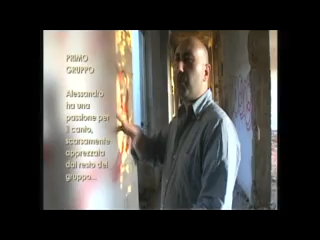 PRIMO
GRUPPO
Alessandro
ha una
passione per
il canto,
scarsamente
apprezzata
dal resto del
gruppo...